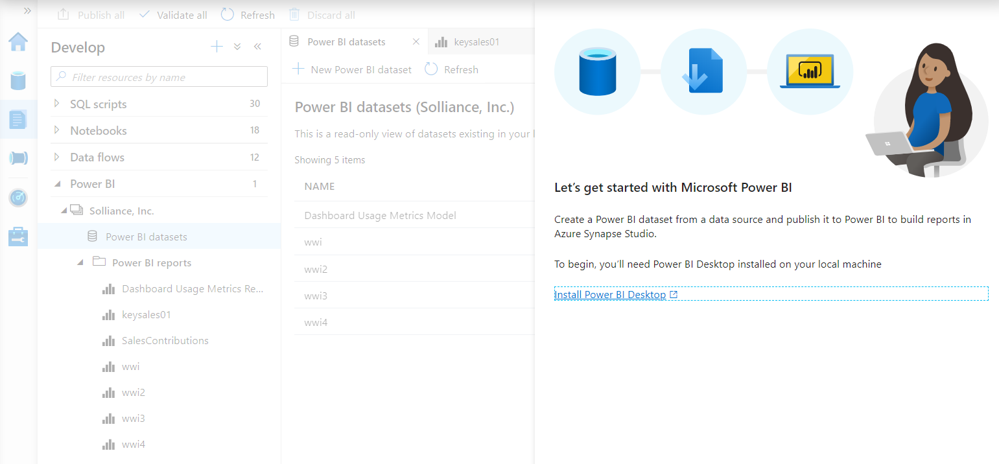 Publish all
Validate all
Refresh
Discard all
Develop
Filter resources by name
SQL scripts 30
Notebooks 18
Data flows 12
Power BI 1
Solliance, Inc.
Power BI datasets
Power BI reports
Dashboard Usage Metrics Re...
keysales01
SalesContributions
wwi
wwi2
wwi3
wwi4
Power BI datasets
keysales01
New Power BI dataset
Refresh
Power BI datasets (Solliance, Inc.)
This is a read-only view of datasets existing in your
Showing 5 items
NAME
Dashboard Usage Metrics Model
wwi
wwi2
wwi3
wwi4
Let’s get started with Microsoft Power BI
Create a Power BI dataset from a data source and publish it to Power BI to build reports in
Azure Synapse Studio.
To begin, you’ll need Power BI Desktop installed on your local machine
Install Power BI Desktop